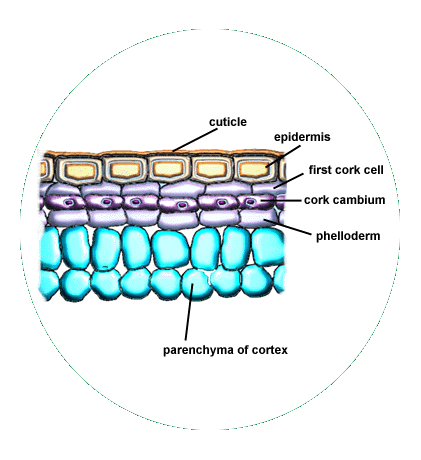 cuticle
epidermis
first cork cell
cork cambium
phelloderm
parenchyma of cortex